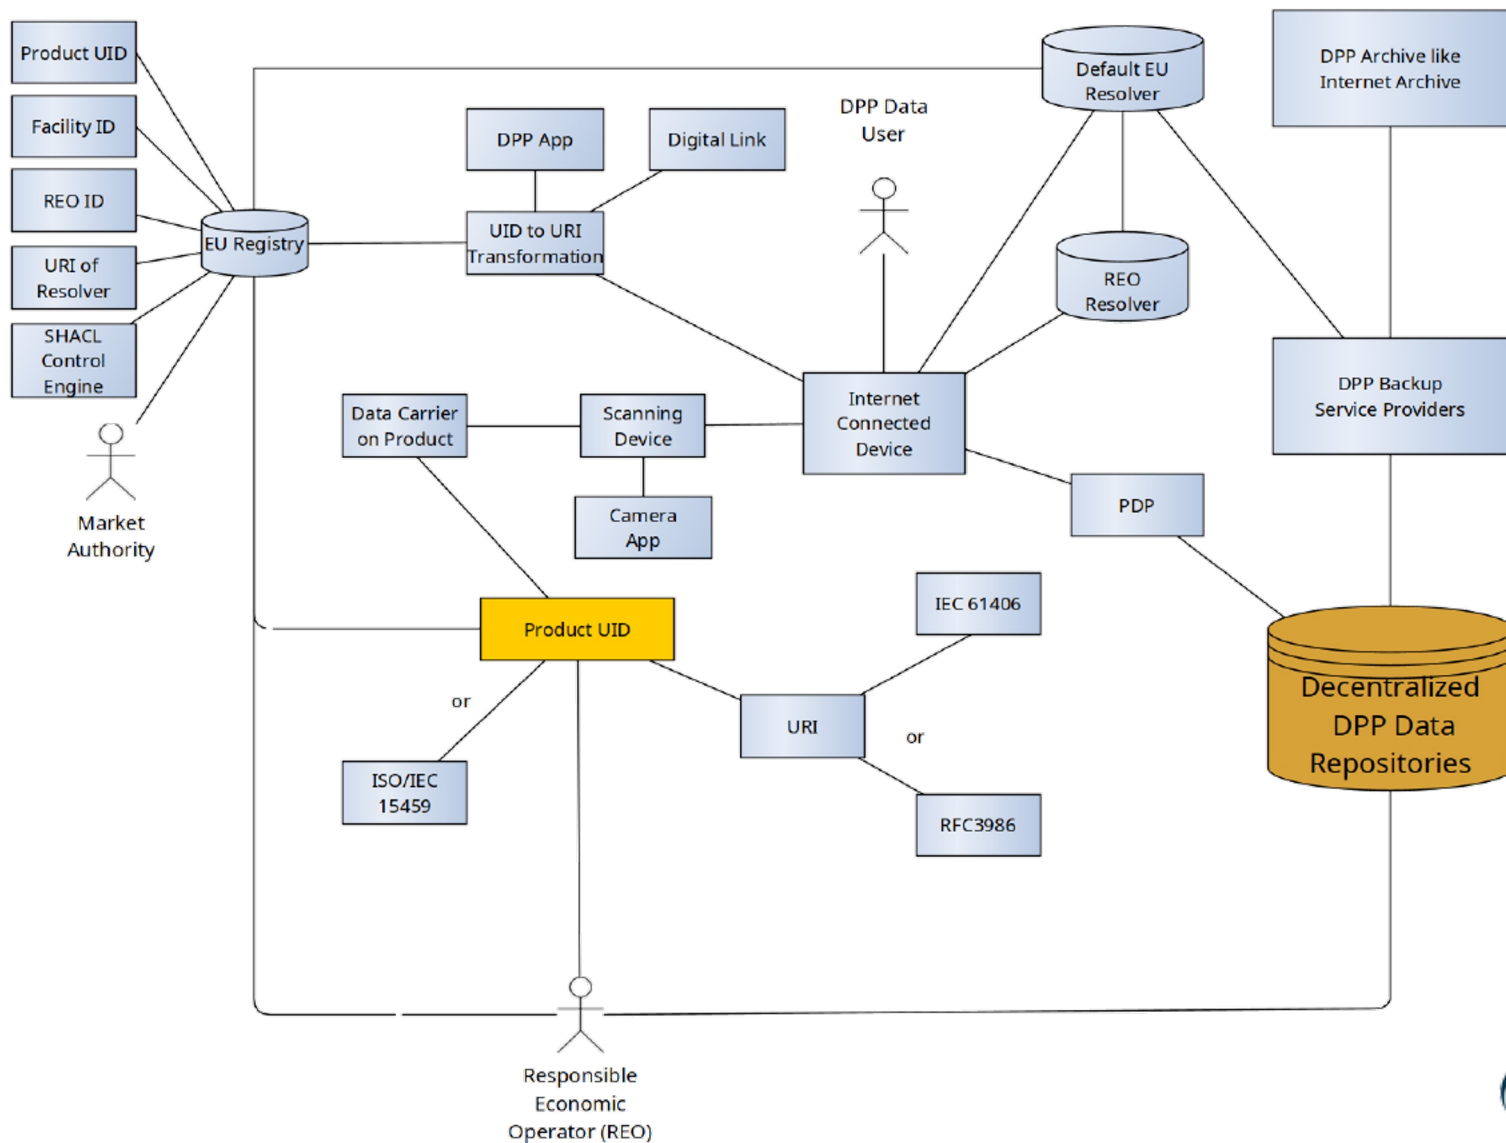 Product UID
Facility ID
REO ID
URI of
Resolver
SHACL
Control
Engine
Market
Authority
EU Registry
DPP App
Digital Link
UID to URI
Transformation
DPP Data
User
Default EU
Resolver
REO
Resolver
DPP Archive like
Internet Archive
DPP Backup
Service Providers
Data Carrier
on Product
Scanning
Device
Camera
App
Internet
Connected
Device
PDP
Product UID
or
ISO/IEC
15459
URI
IEC 61406
or
RFC3986
Decentralized
DPP Data
Repositories
Responsible
Economic
Operator (REO)